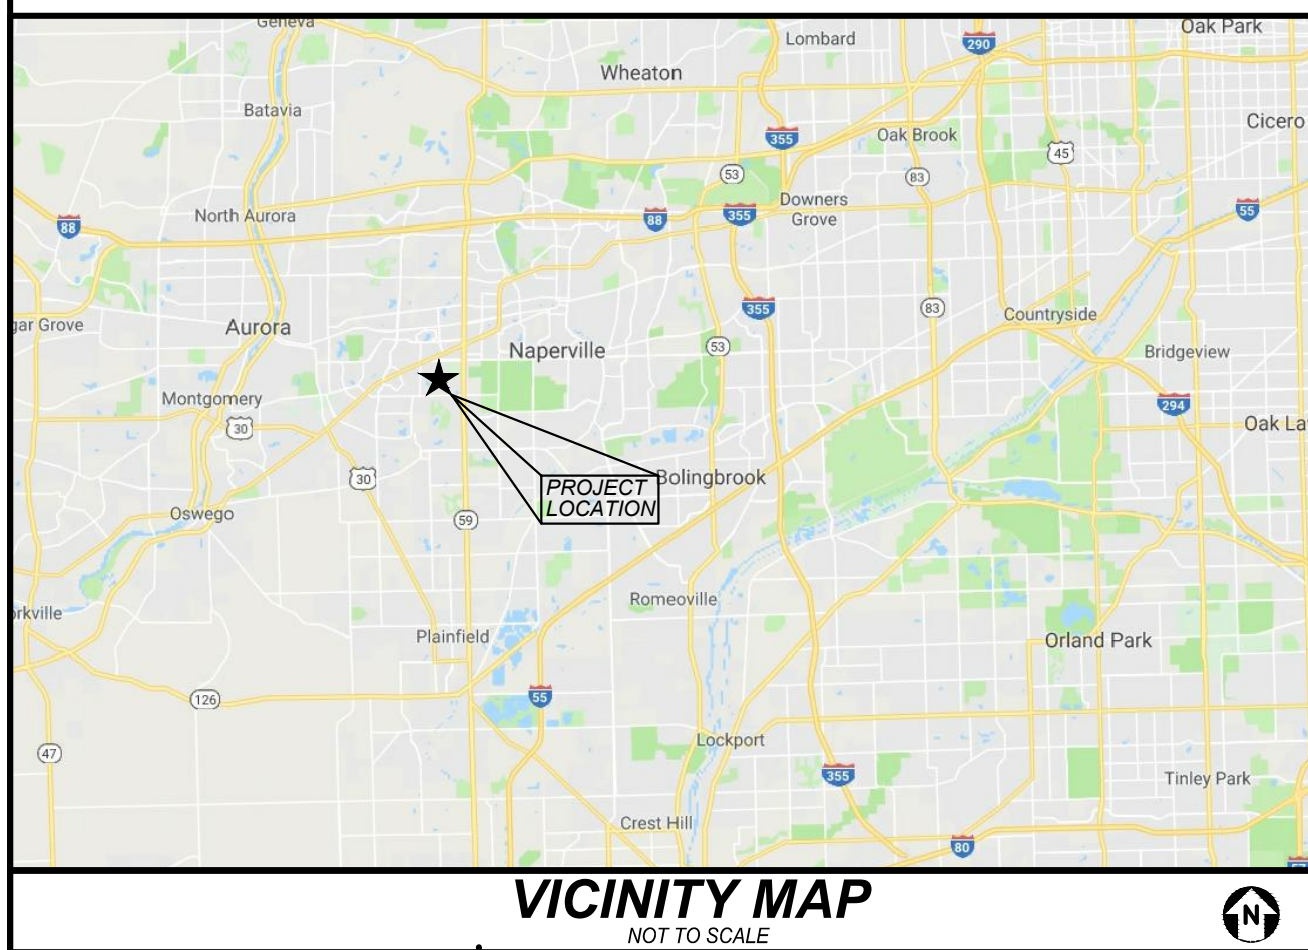 Geneva
Lombard
290
Oak Park
Wheaton
Batavia
Cicero
355
Oak Brook
45
53
83
Downers
Grove
North Aurora
88
88
355
55
355
83
Countryside
gar Grove
Aurora
Naperville
53
Bridgeview
Montgomery
30
294
Oak La
30
Bolingbrook
PROJECT
LOCATION
Oswego
59
Romeoville
orkville
Plainfield
Orland Park
126
55
47
Lockport
355
Tinley Park
Crest Hill
80
57
VICINITY MAP
NOT TO SCALE
N